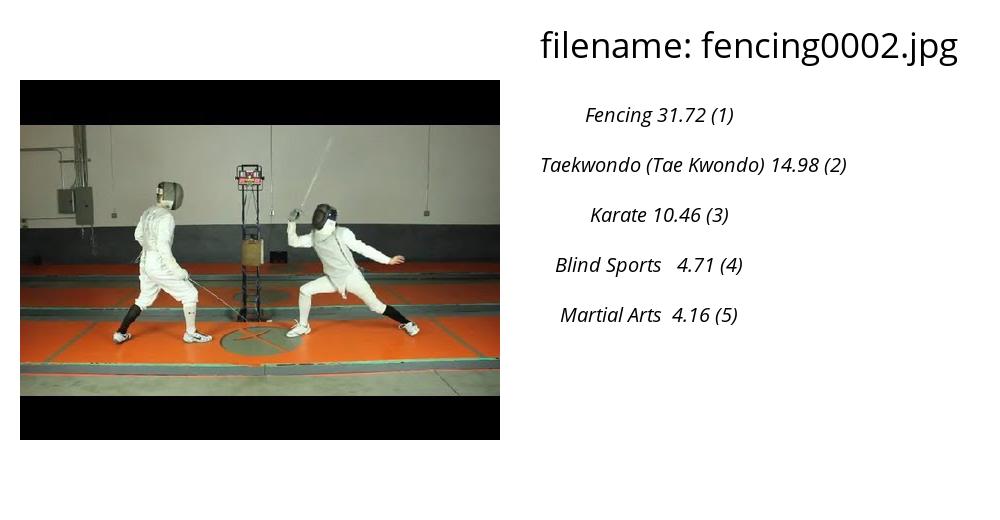 filename: fencing0002.jpg
Fencing 31.72 (1)
Taekwondo (Tae Kwondo) 14.98 (2)
Karate 10.46 (3)
Blind Sports 4.71 (4)
Martial Arts 4.16 (5)